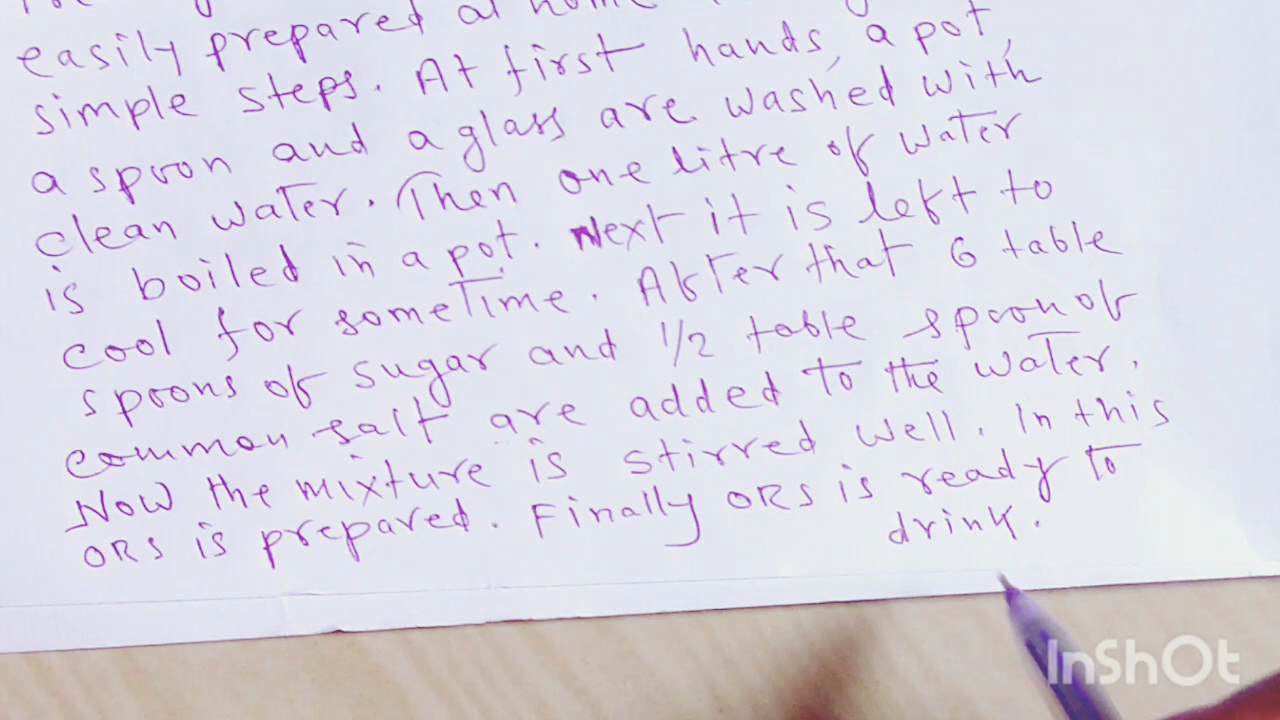 easily prepared at home
simple steps. At first hands, a pot,
a spoon and a glass are washed with
clean water. Then one litre of water
is boiled in a pot. Next it is left to
cool for sometime. After that 6 table
spoons of sugar and 1/2 table spoon of
common salt are added to the water.
Now the mixture is stirred well. In this
ORS is prepared. Finally ORS is ready to
drink.
InShOt